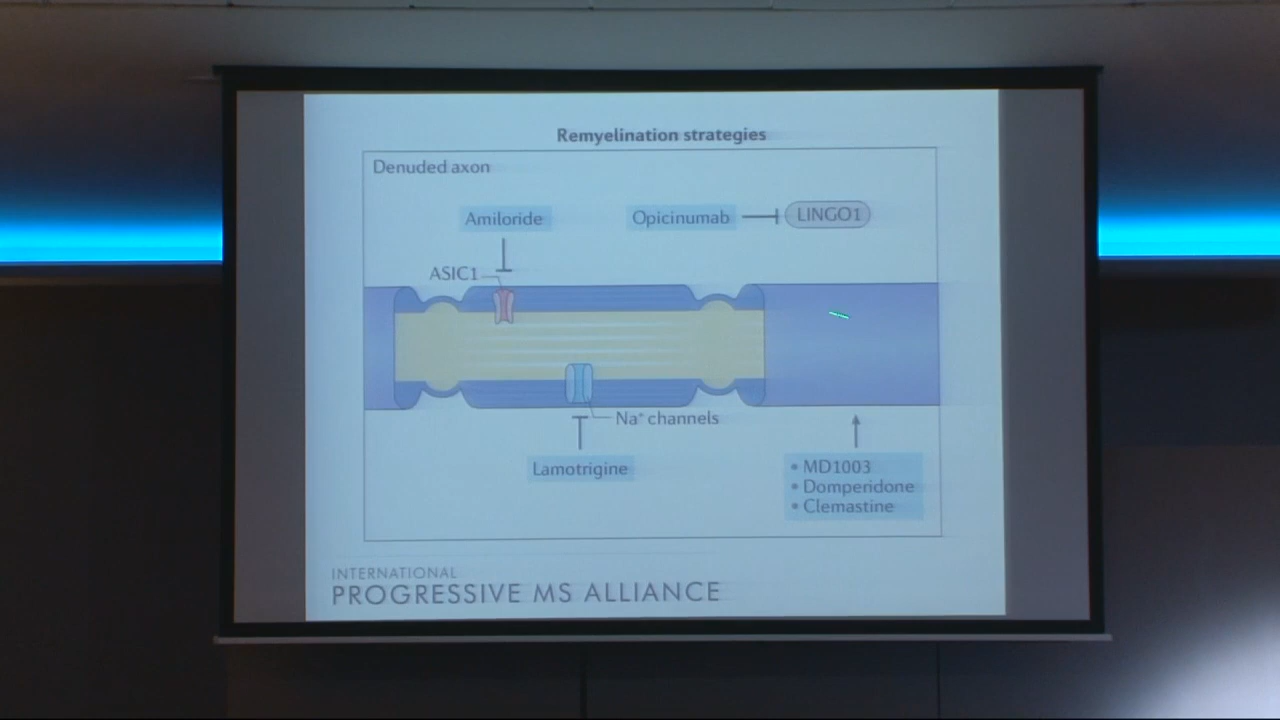 Remyelination strategies
Denuded axon
Amiloride
Opicinumab
LINGO1
ASIC1
Na⁺ channels
Lamotrigine
• MD1003
• Domperidone
• Clemastine
INTERNATIONAL
PROGRESSIVE MS ALLIANCE